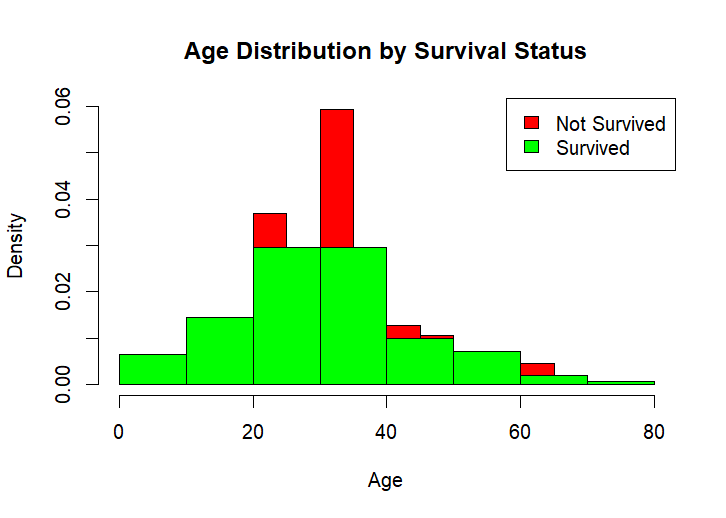 Age Distribution by Survival Status
Not Survived
Survived
0.06
0.04
0.02
0.00
Density
0 20 40 60 80
Age